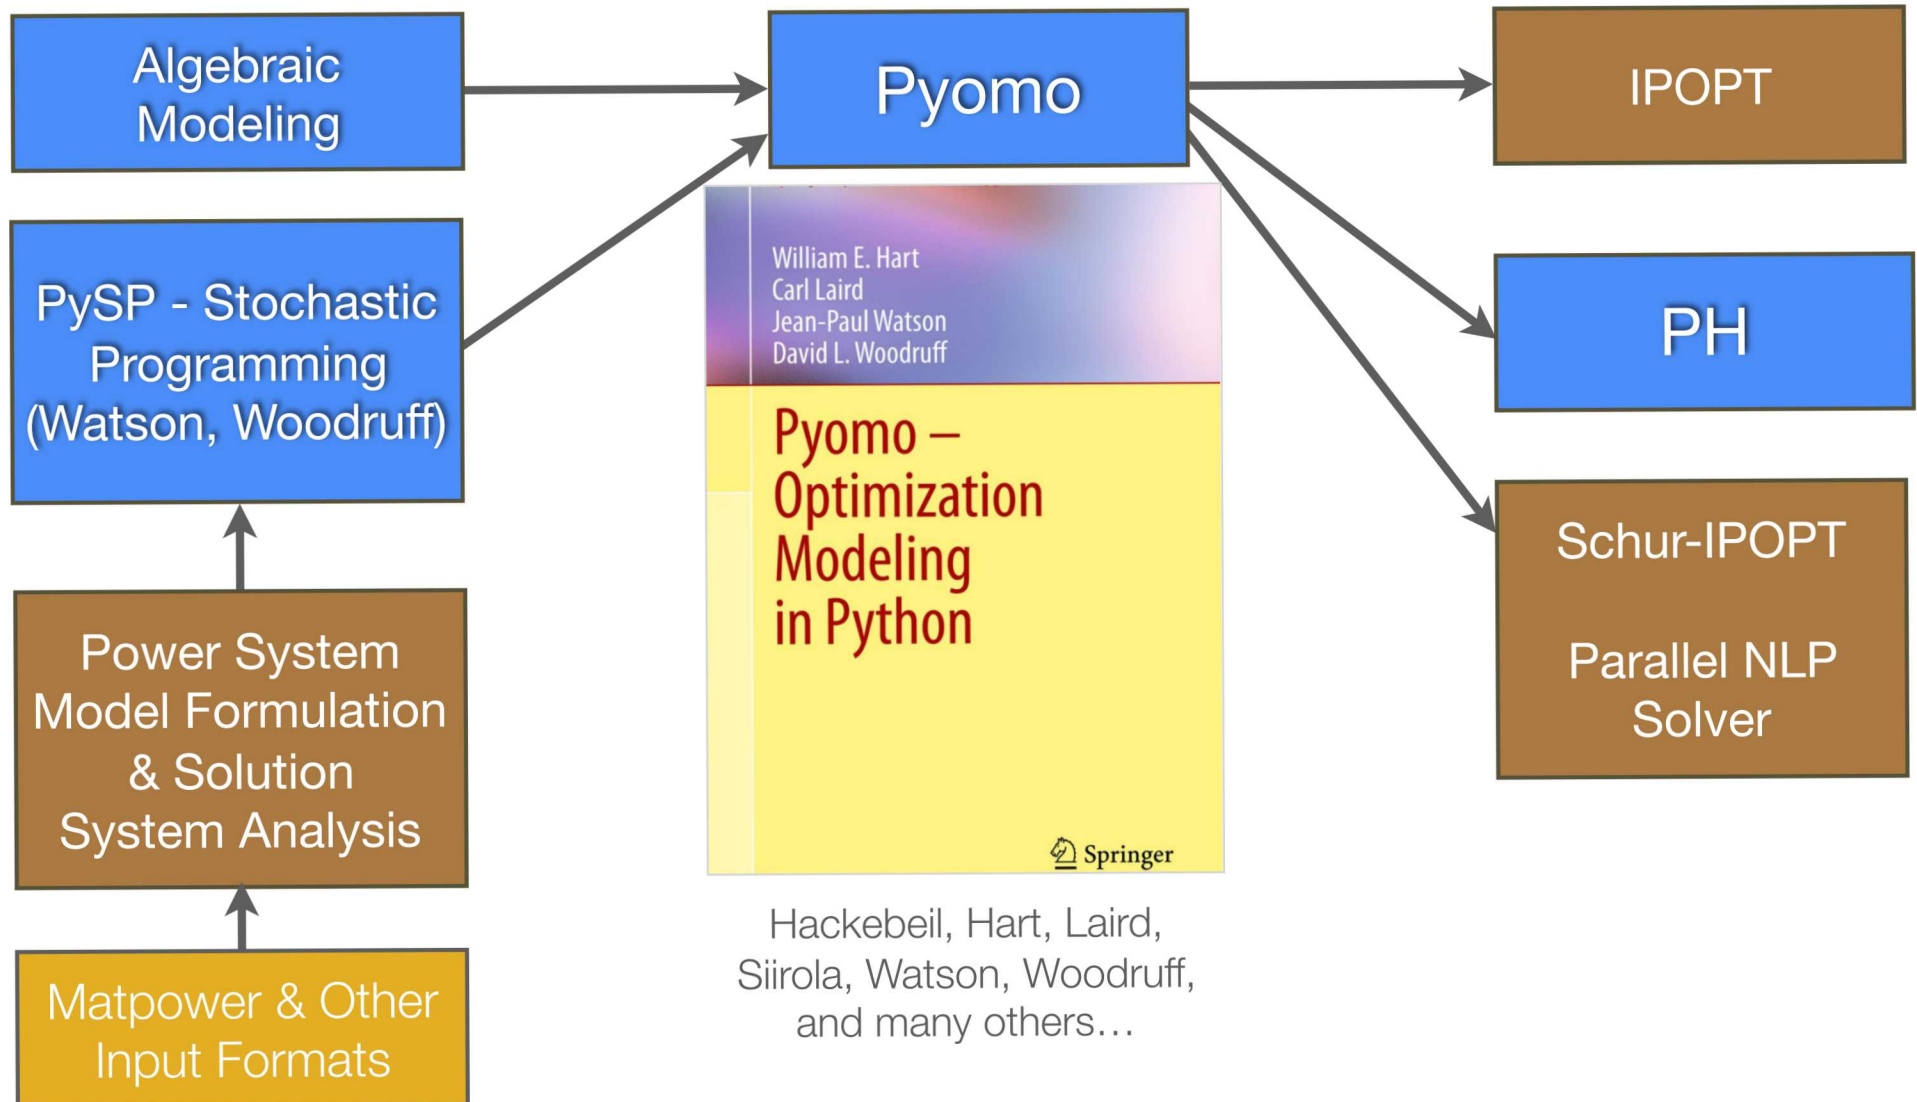 Algebraic
Modeling
Pyomo
IPOPT
PySP - Stochastic
Programming
(Watson, Woodruff)
William E. Hart
Carl Laird
Jean-Paul Watson
David L. Woodruff
PH
Pyomo –
Optimization
Modeling
in Python
Springer
Schur-IPOPT
Parallel NLP
Solver
Power System
Model Formulation
& Solution
System Analysis
Hackebeil, Hart, Laird,
Siirola, Watson, Woodruff,
and many others…
Matpower & Other
Input Formats